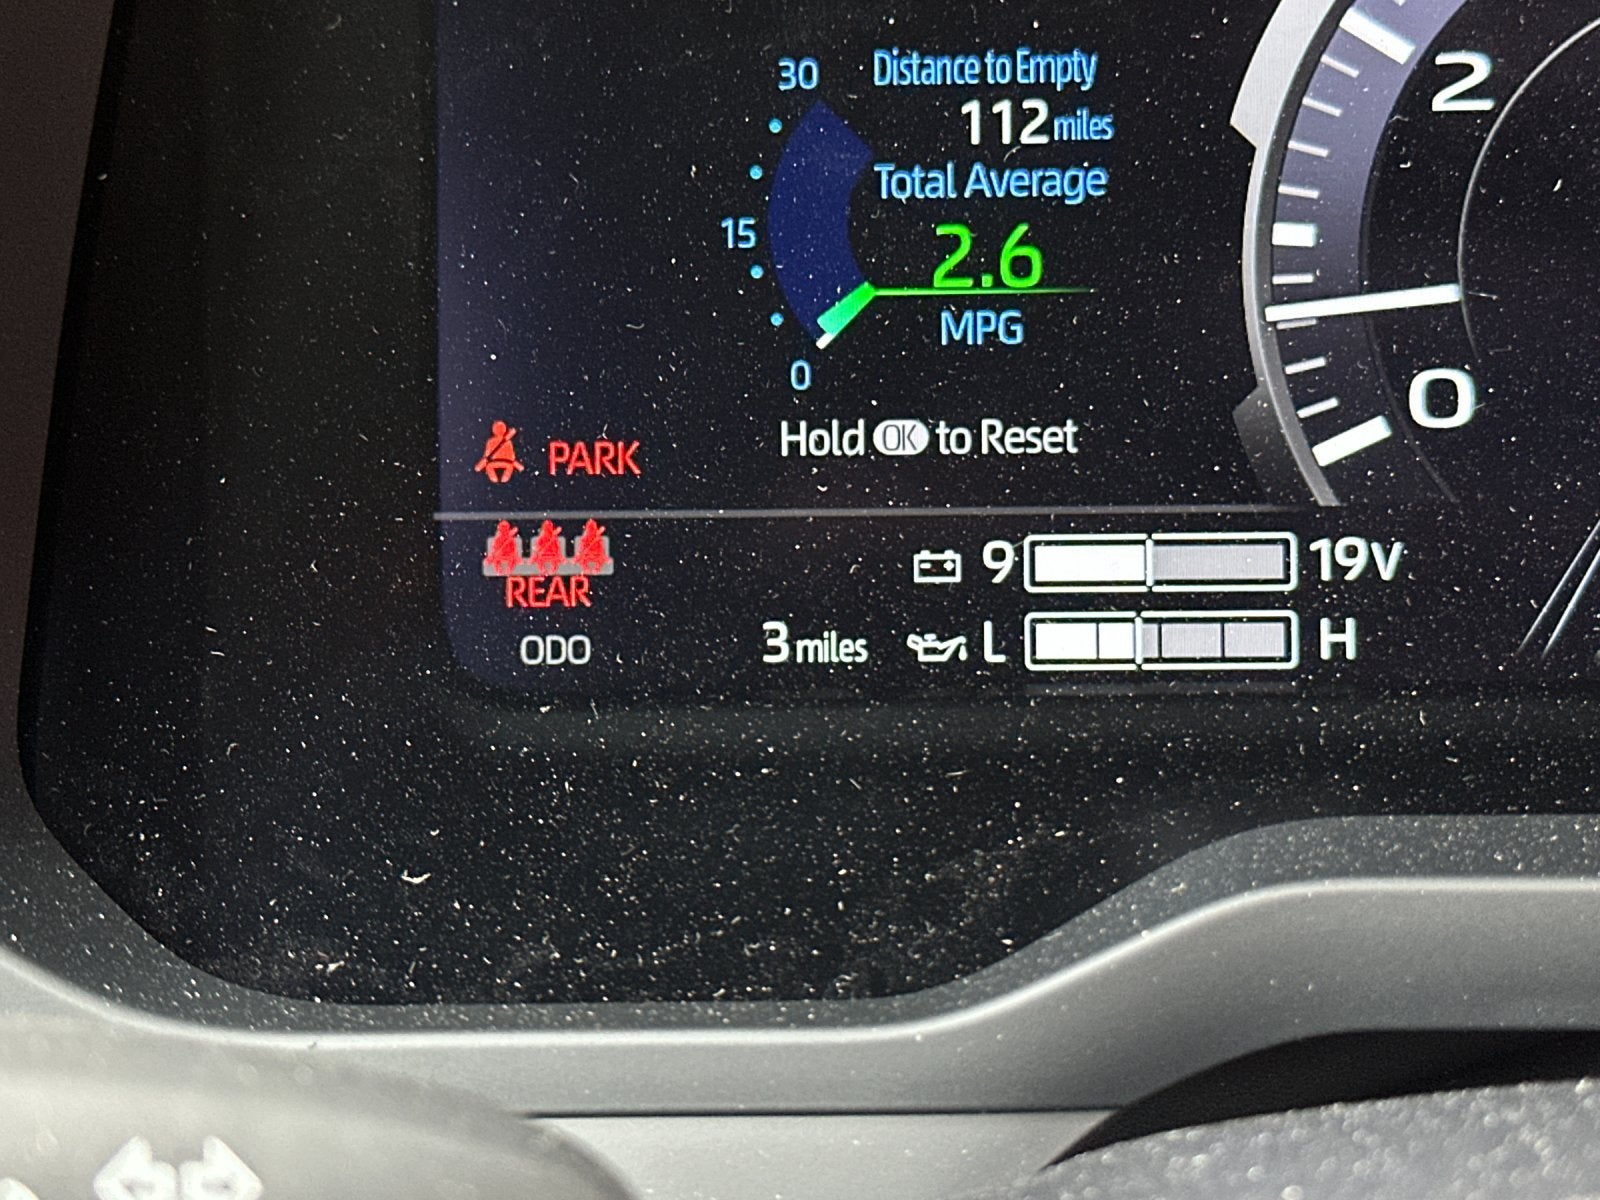 30
Distance to Empty
112 miles
Total Average
15
2.6
MPG
0
Hold OK to Reset
PARK
REAR
ODO 3 miles
9 19V
L H
2
0